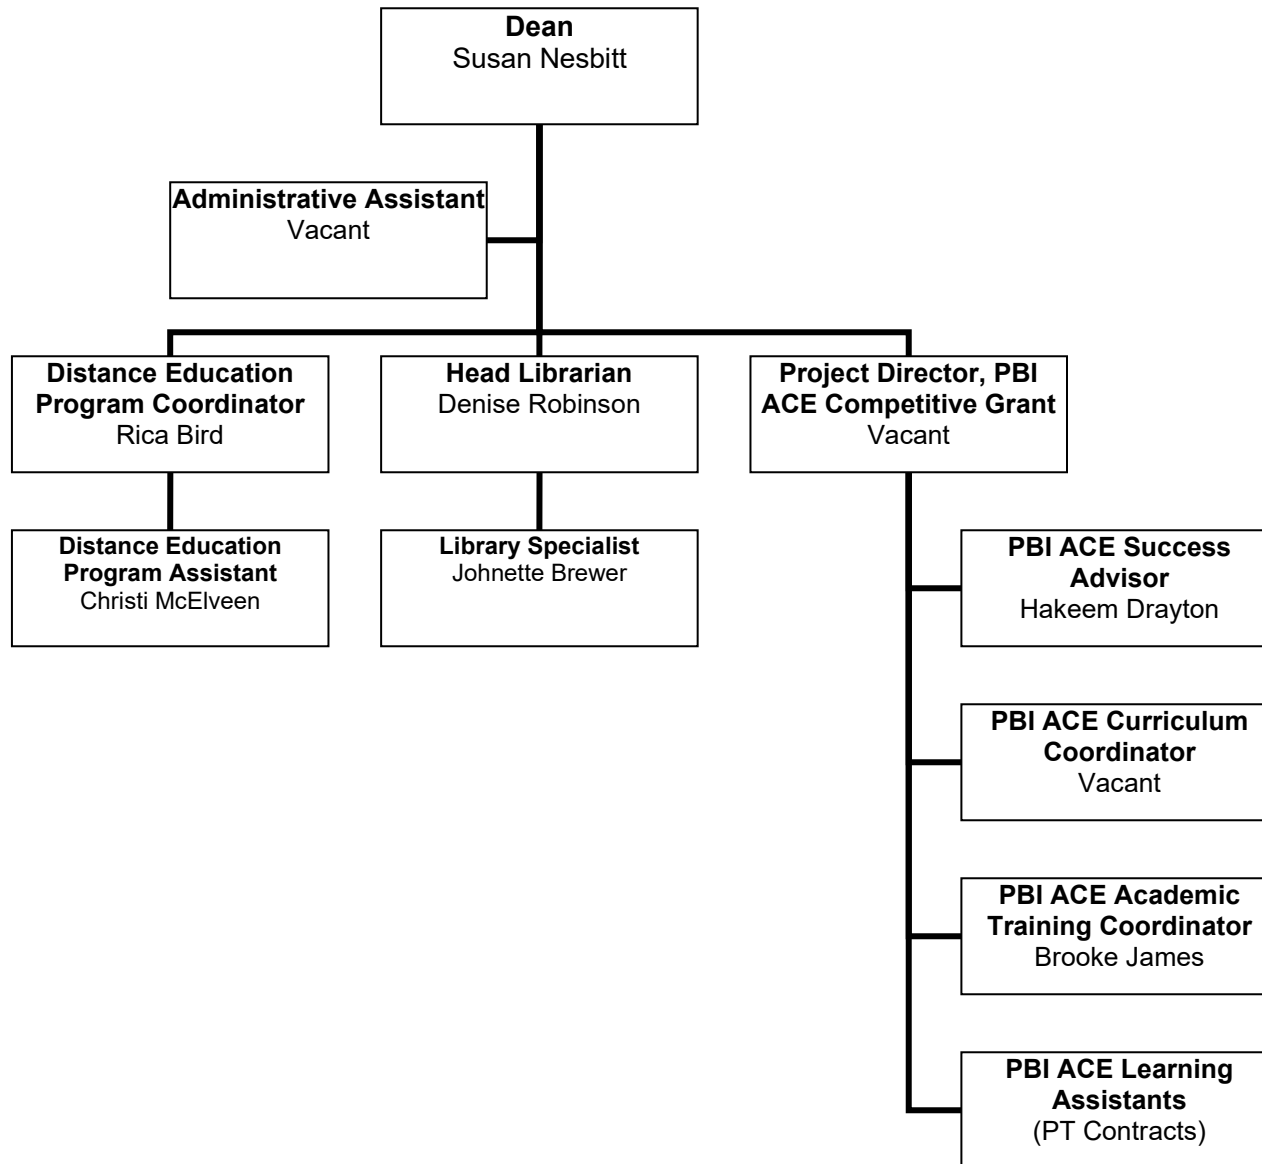 Dean
Susan Nesbitt
Administrative Assistant
Vacant
Distance Education
Program Coordinator
Rica Bird
Head Librarian
Denise Robinson
Project Director, PBI
ACE Competitive Grant
Vacant
Distance Education
Program Assistant
Christi McElveen
Library Specialist
Johnette Brewer
PBI ACE Success
Advisor
Hakeem Drayton
PBI ACE Curriculum
Coordinator
Vacant
PBI ACE Academic
Training Coordinator
Brooke James
PBI ACE Learning
Assistants
(PT Contracts)